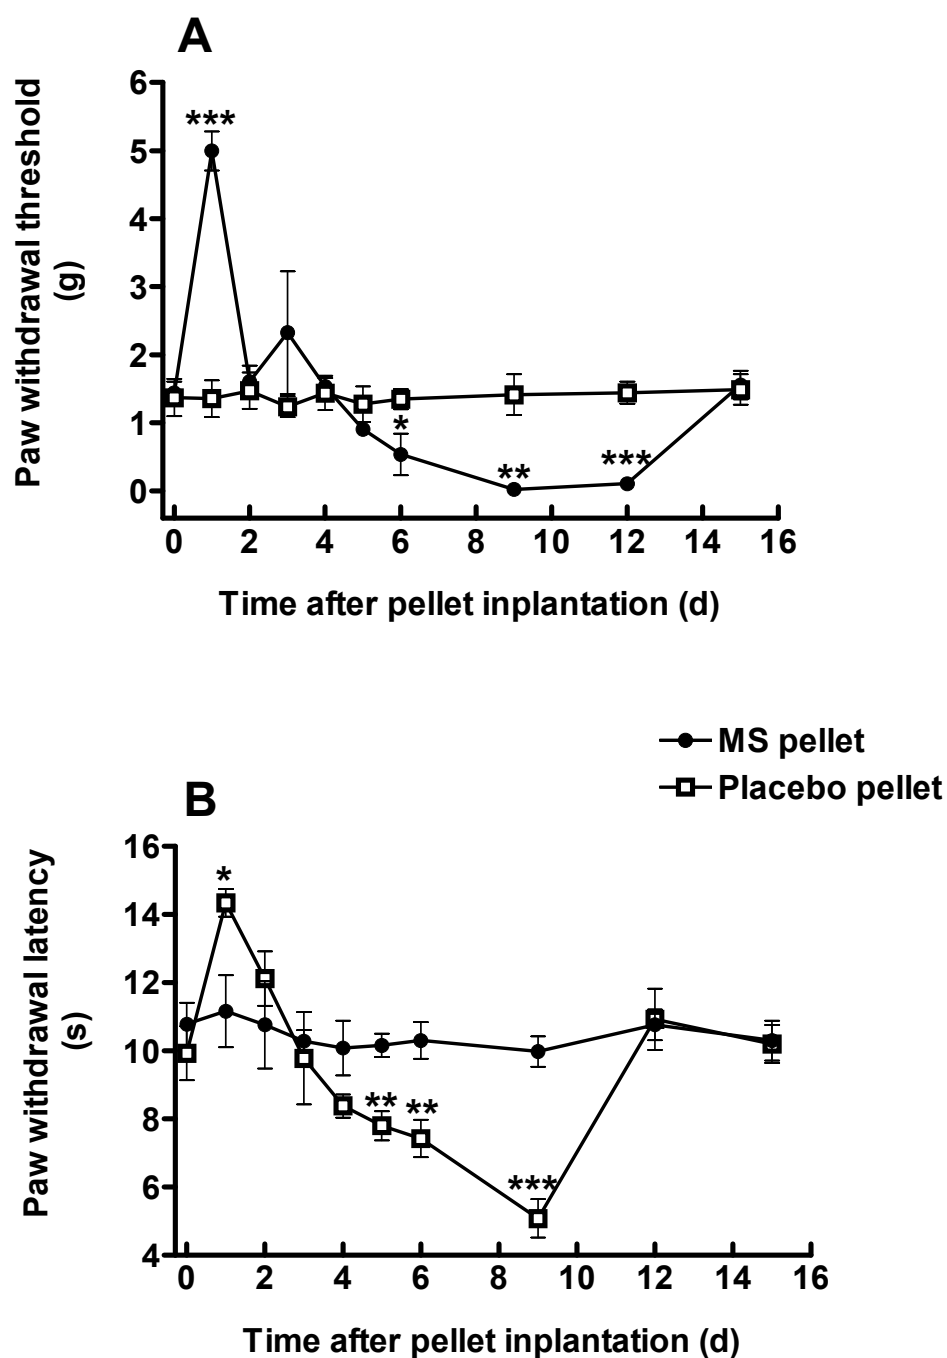 A
Paw withdrawal threshold
(g)
6
5
4
3
2
1
0
***
*
**
***
0 2 4 6 8 10 12 14 16
Time after pellet inplantation (d)
MS pellet
Placebo pellet
B
Paw withdrawal latency
(s)
16
14
12
10
8
6
4
*
**
**
***
0 2 4 6 8 10 12 14 16
Time after pellet inplantation (d)